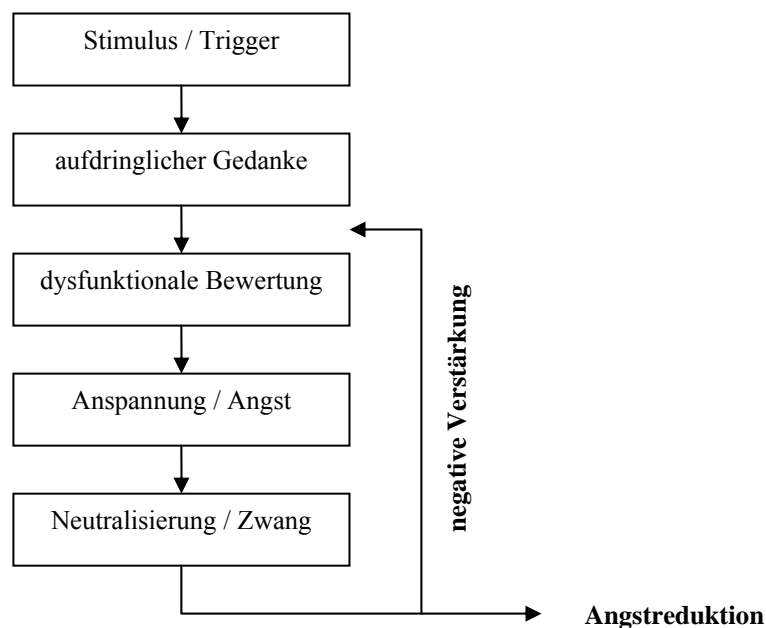 Stimulus / Trigger
aufdringlicher Gedanke
dysfunktionale Bewertung
Anspannung / Angst
Neutralisierung / Zwang
negative Verstärkung
Angstreduktion